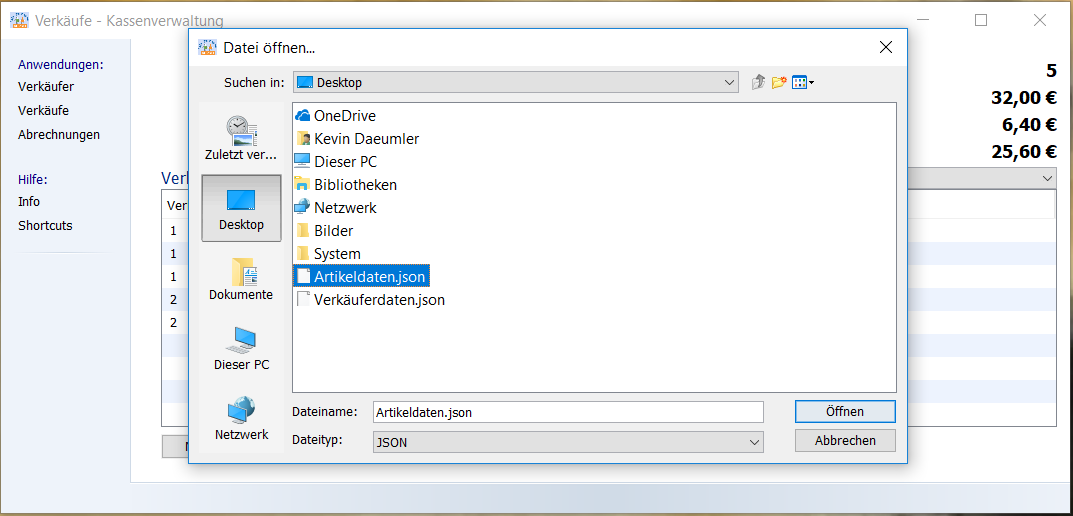 Verkäufe - Kassenverwaltung
Anwendungen:
Verkäufer
Verkäufe
Abrechnungen
Hilfe:
Info
Shortcuts
5
32,00 €
6,40 €
25,60 €
1
1
1
2
2
Datei öffnen...
Suchen in:
Desktop
Zuletzt ver...
Desktop
Dokumente
Dieser PC
Netzwerk
OneDrive
Kevin Daeumler
Dieser PC
Bibliotheken
Netzwerk
Bilder
System
Artikeldaten.json
Verkäuferdaten.json
Dateiname:
Artikeldaten.json
Öffnen
Dateityp:
JSON
Abbrechen